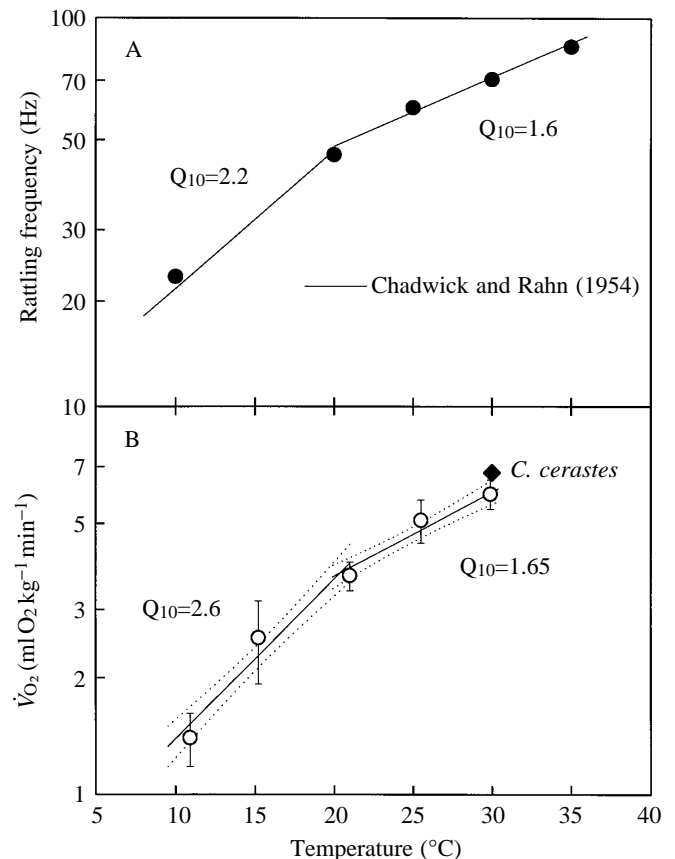 100
A
70
Rattling frequency (Hz)
50
Q10=1.6
Q10=2.2
30
Chadwick and Rahn (1954)
20
10
B
7
C. cerastes
5
V̇O2 (ml O2 kg−1 min−1)
Q10=1.65
3
Q10=2.6
2
1
5 10 15 20 25 30 35 40
Temperature (°C)